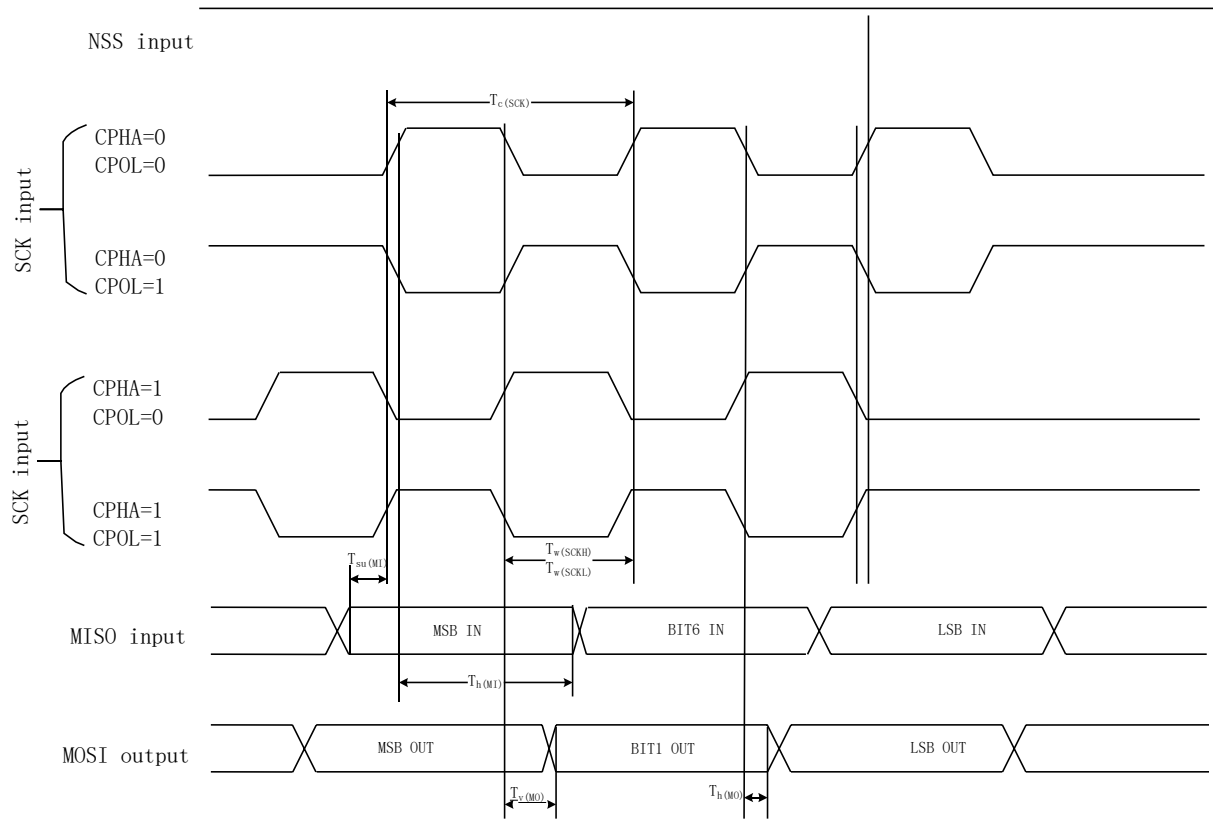 NSS input
Tc(SCK)
SCK input
CPHA=0
CPOL=0
CPHA=0
CPOL=1
SCK input
CPHA=1
CPOL=0
CPHA=1
CPOL=1
Tsu(MI)
Tw(SCKH)
Tw(SCKL)
MISO input
MSB IN
BIT6 IN
LSB IN
Th(MI)
MOSI output
MSB OUT
BIT1 OUT
LSB OUT
Tv(MO)
Th(MO)